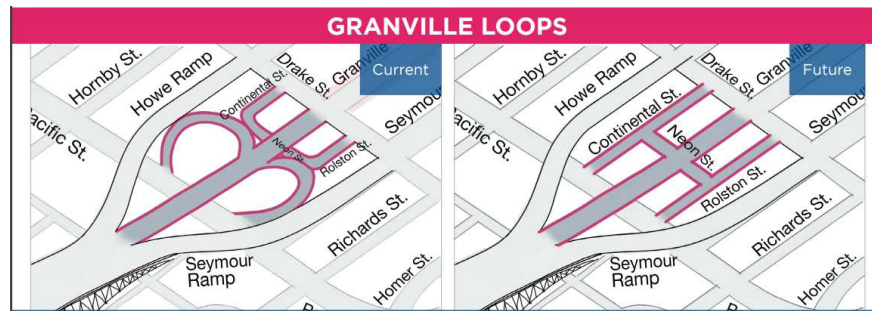 GRANVILLE LOOPS
Current
Hornby St.
Howe Ramp
Drake St.
Granville
Continental St.
Seymour
acific St.
Neon St.
Rolston St.
Richards St.
Seymour
Ramp
Homer St.
Future
Hornby St.
Howe Ramp
Drake St.
Granville
Continental St.
Seymour
acific St.
Neon St.
Rolston St.
Richards St.
Seymour
Ramp
Homer St.